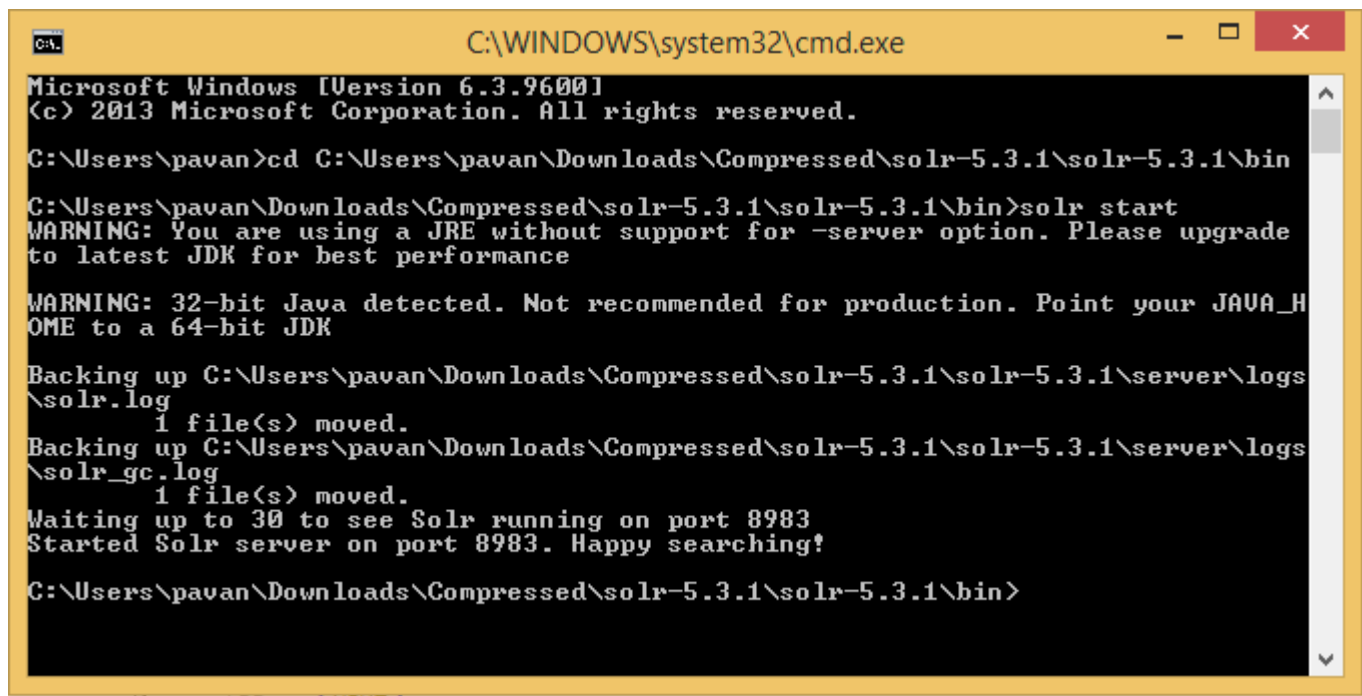 C:\WINDOWS\system32\cmd.exe
Microsoft Windows [Version 6.3.9600]
(c) 2013 Microsoft Corporation. All rights reserved.
C:\Users\pavan>cd C:\Users\pavan\Downloads\Compressed\solr-5.3.1\solr-5.3.1\bin
C:\Users\pavan\Downloads\Compressed\solr-5.3.1\solr-5.3.1\bin>solr start
WARNING: You are using a JRE without support for -server option. Please upgrade
to latest JDK for best performance
WARNING: 32-bit Java detected. Not recommended for production. Point your JAVA_H
OME to a 64-bit JDK
Backing up C:\Users\pavan\Downloads\Compressed\solr-5.3.1\solr-5.3.1\server\logs
\solr.log
        1 file(s) moved.
Backing up C:\Users\pavan\Downloads\Compressed\solr-5.3.1\solr-5.3.1\server\logs
\solr_gc.log
        1 file(s) moved.
Waiting up to 30 to see Solr running on port 8983
Started Solr server on port 8983. Happy searching!
C:\Users\pavan\Downloads\Compressed\solr-5.3.1\solr-5.3.1\bin>